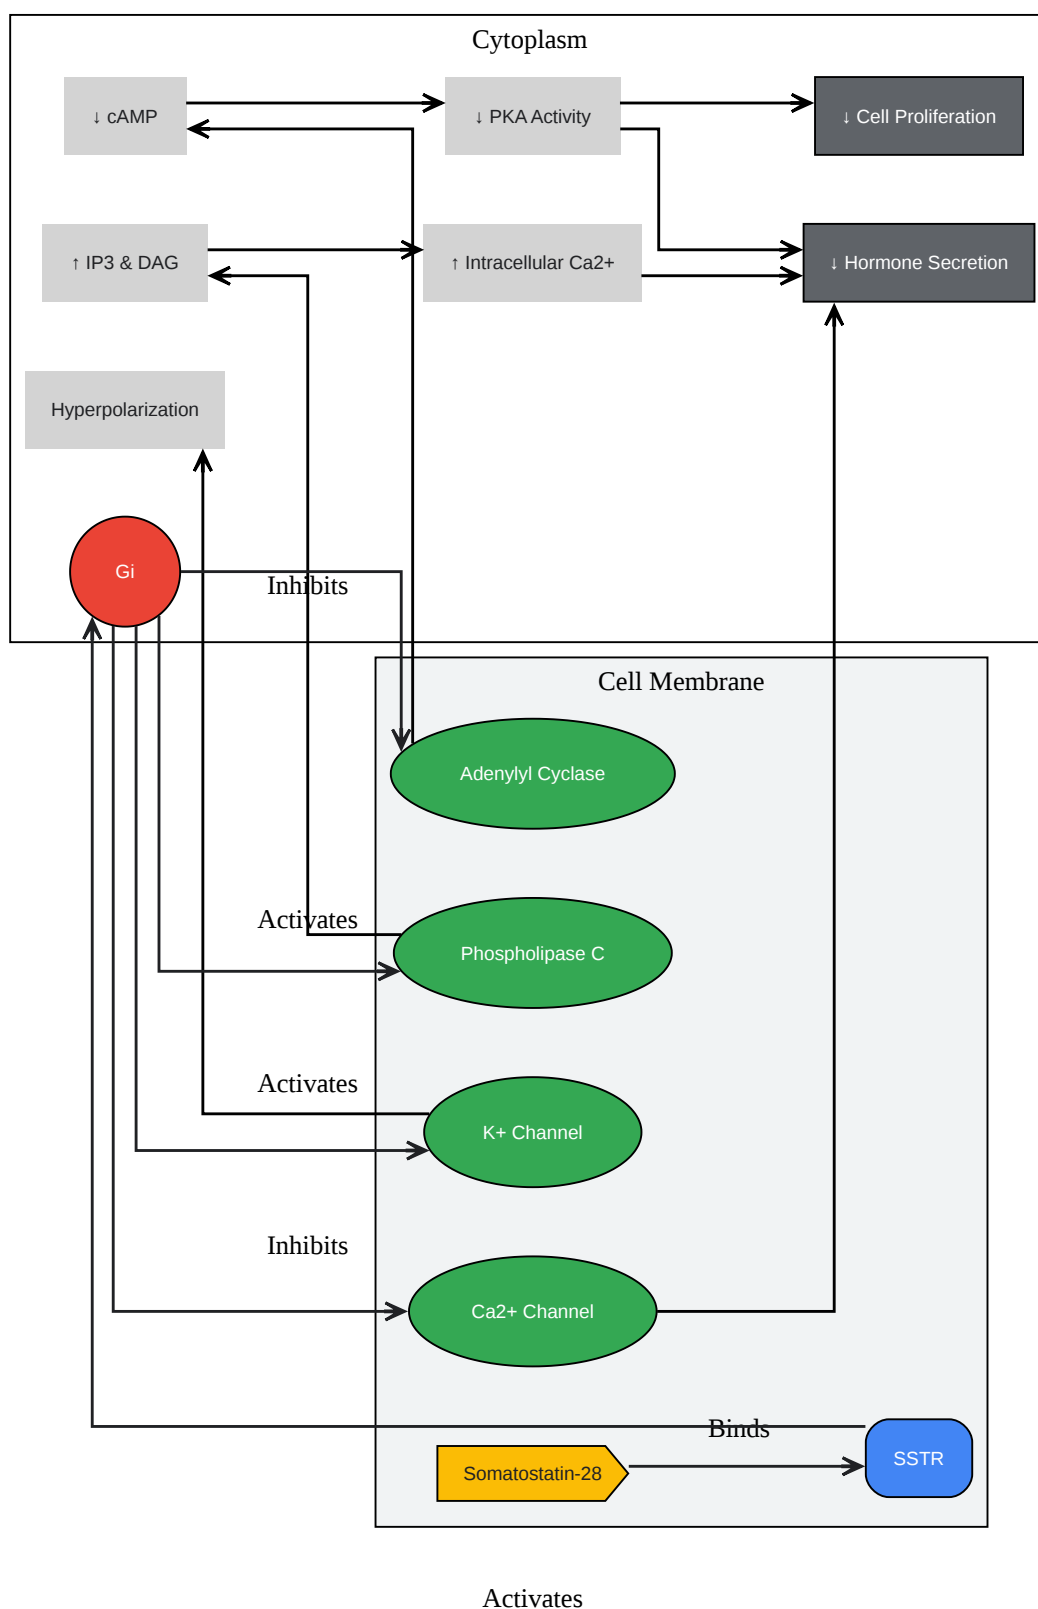 Cytoplasm
↓ cAMP
↓ PKA Activity
↓ Cell Proliferation
↑ IP3 & DAG
↑ Intracellular Ca2+
↓ Hormone Secretion
Hyperpolarization
Gi
Inhibits
Cell Membrane
Adenylyl Cyclase
Activates
Phospholipase C
Activates
K+ Channel
Inhibits
Ca2+ Channel
Binds
SSTR
Somatostatin-28
Activates